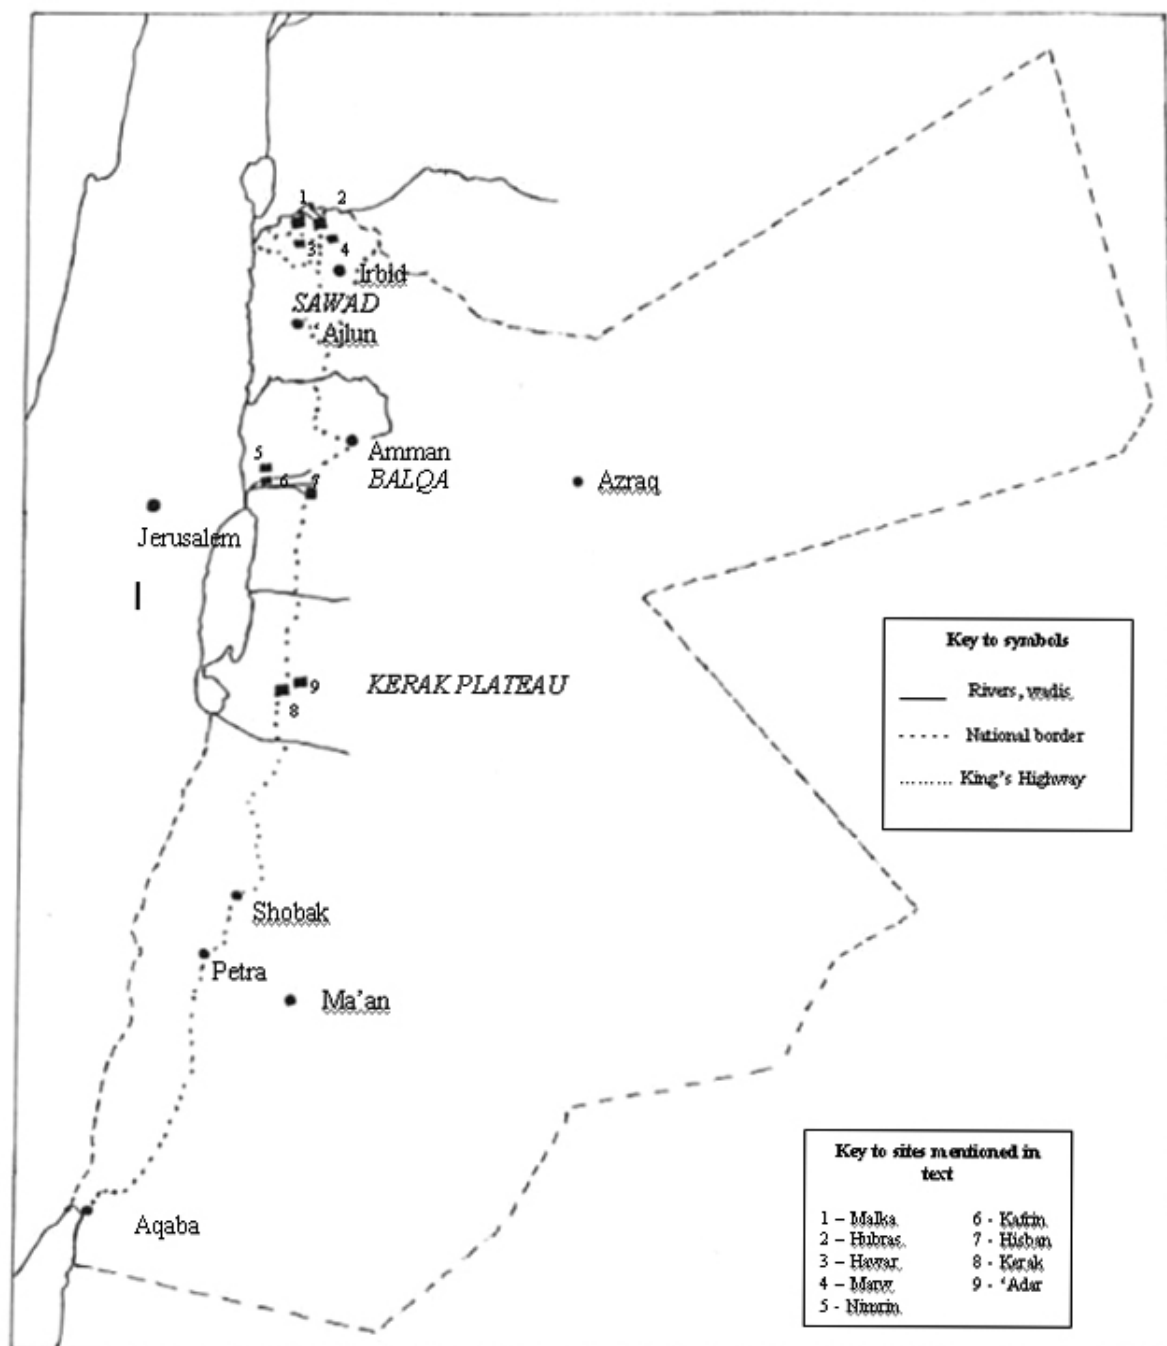 1 2
3 4
Irbid
SAWAD
'Ajlun
Amman
BALQA
5
6 7
Azraq
Jerusalem
KERAK PLATEAU
9
8
Key to symbols
Rivers, wadis
National border
King's Highway
Shobak
Petra
Ma'an
Aqaba
Key to sites mentioned in
text
1 – Malka 6 - Kafrin
2 – Hubras 7 - Hisban
3 – Hawar 8 - Kerak
4 – Marw 9 - 'Adar
5 - Nimrin